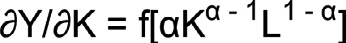 ∂Y/∂K = f[αK^{α - 1}L^{1 - α}]